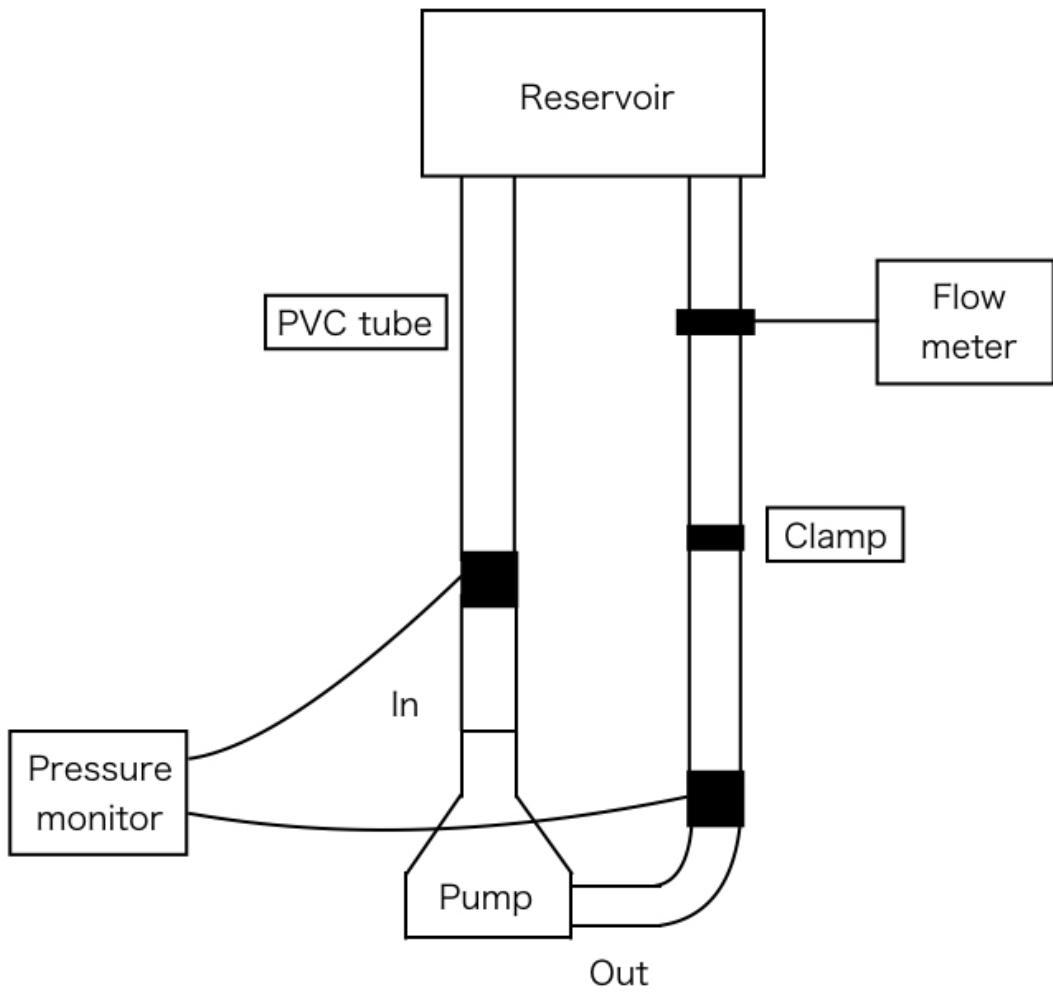 Reservoir
PVC tube
Flow
meter
Clamp
In
Pressure
monitor
Pump
Out